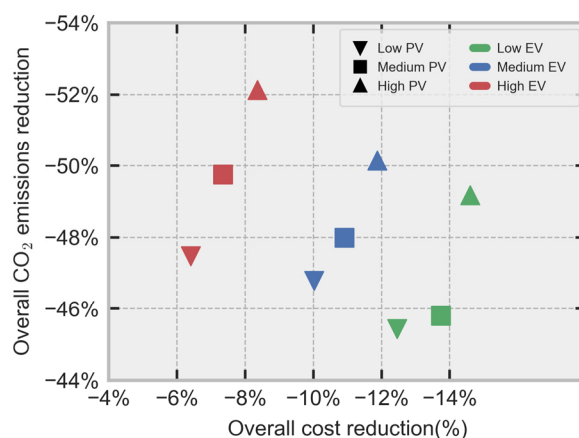 −54%
−52%
−50%
−48%
−46%
−44%
Overall CO₂ emissions reduction
Low PV
Medium PV
High PV
Low EV
Medium EV
High EV
−4%
−6%
−8%
−10%
−12%
−14%
Overall cost reduction(%)